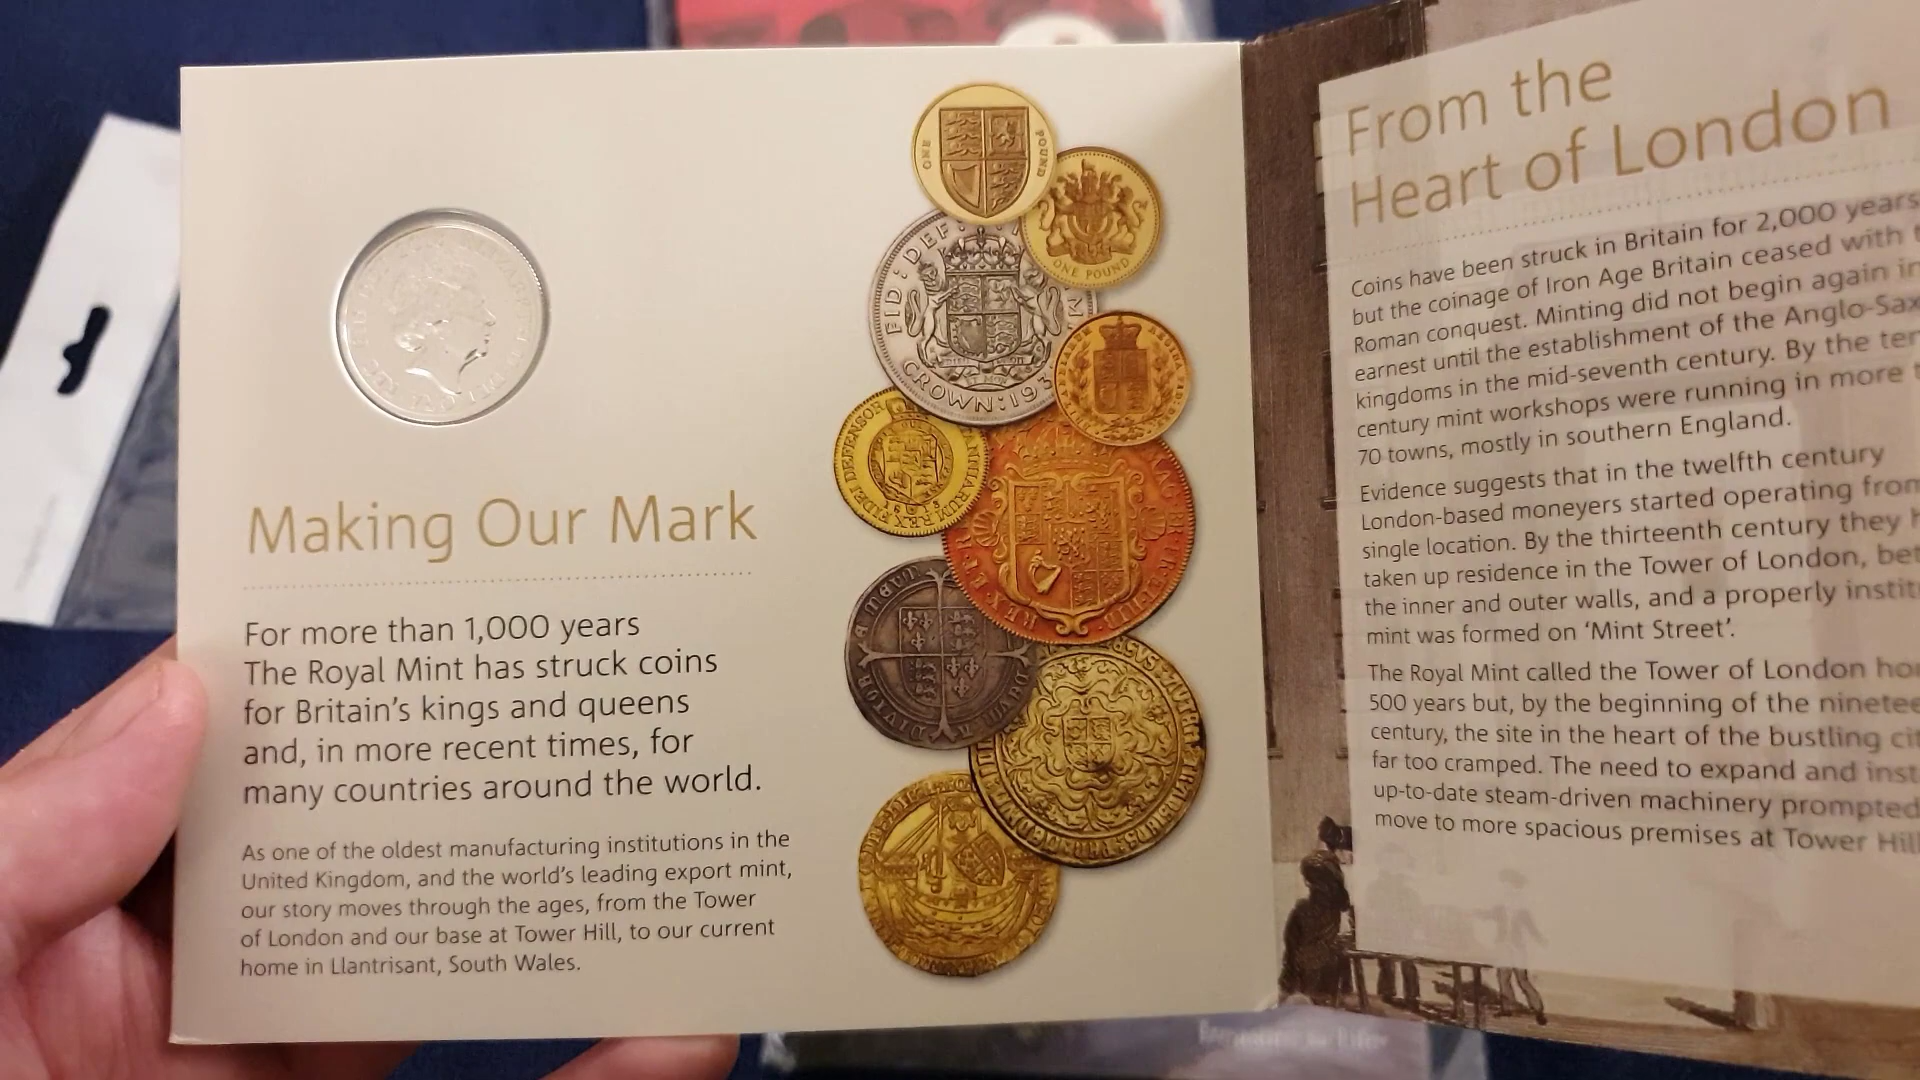 Making Our Mark
For more than 1,000 years
The Royal Mint has struck coins
for Britain's kings and queens
and, in more recent times, for
many countries around the world.
As one of the oldest manufacturing institutions in the
United Kingdom, and the world's leading export mint,
our story moves through the ages, from the Tower
of London and our base at Tower Hill, to our current
home in Llantrisant, South Wales.
ONE POUND
ONE POUND
FID: DEF:
CROWN: 193
FIDEI DEFENSOR
From the
Heart of London
Coins have been struck in Britain for 2,000 years
but the coinage of Iron Age Britain ceased with
Roman conquest. Minting did not begin again in
earnest until the establishment of the Anglo-Sax
kingdoms in the mid-seventh century. By the
century mint workshops were running in more
70 towns, mostly in southern England.
Evidence suggests that in the twelfth century
London-based moneyers started operating from
single location. By the thirteenth century they
taken up residence in the Tower of London,
the inner and outer walls, and a properly
mint was formed on 'Mint Street'.
The Royal Mint called the Tower of London
500 years but, by the beginning of the
century, the site in the heart of the bustling
far too cramped. The need to expand and
up-to-date steam-driven machinery prompted
move to more spacious premises at Tower Hill